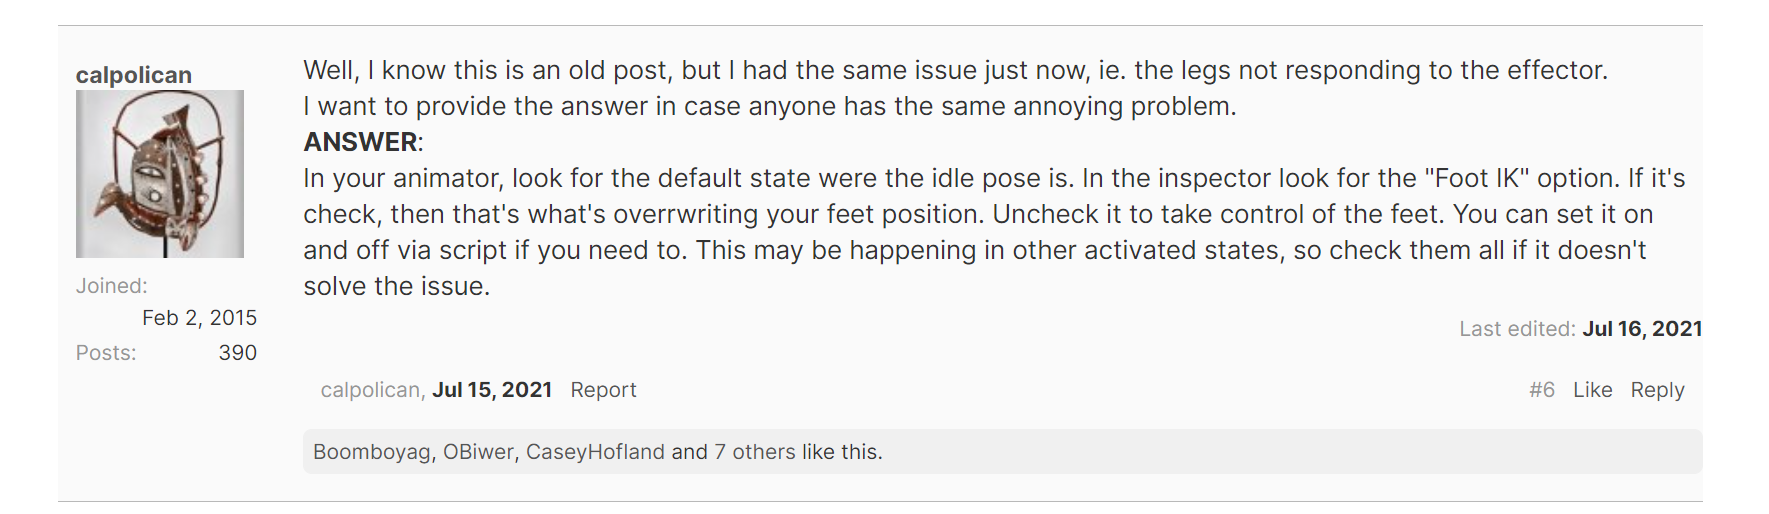 calpolican
Joined:
Feb 2, 2015
Posts: 390
Well, I know this is an old post, but I had the same issue just now, ie. the legs not responding to the effector.
I want to provide the answer in case anyone has the same annoying problem.
ANSWER:
In your animator, look for the default state were the idle pose is. In the inspector look for the "Foot IK" option. If it's
check, then that's what's overrwriting your feet position. Uncheck it to take control of the feet. You can set it on
and off via script if you need to. This may be happening in other activated states, so check them all if it doesn't
solve the issue.
Last edited: Jul 16, 2021
calpolican, Jul 15, 2021 Report #6 Like Reply
Boomboyag, OBiwer, CaseyHofland and 7 others like this.